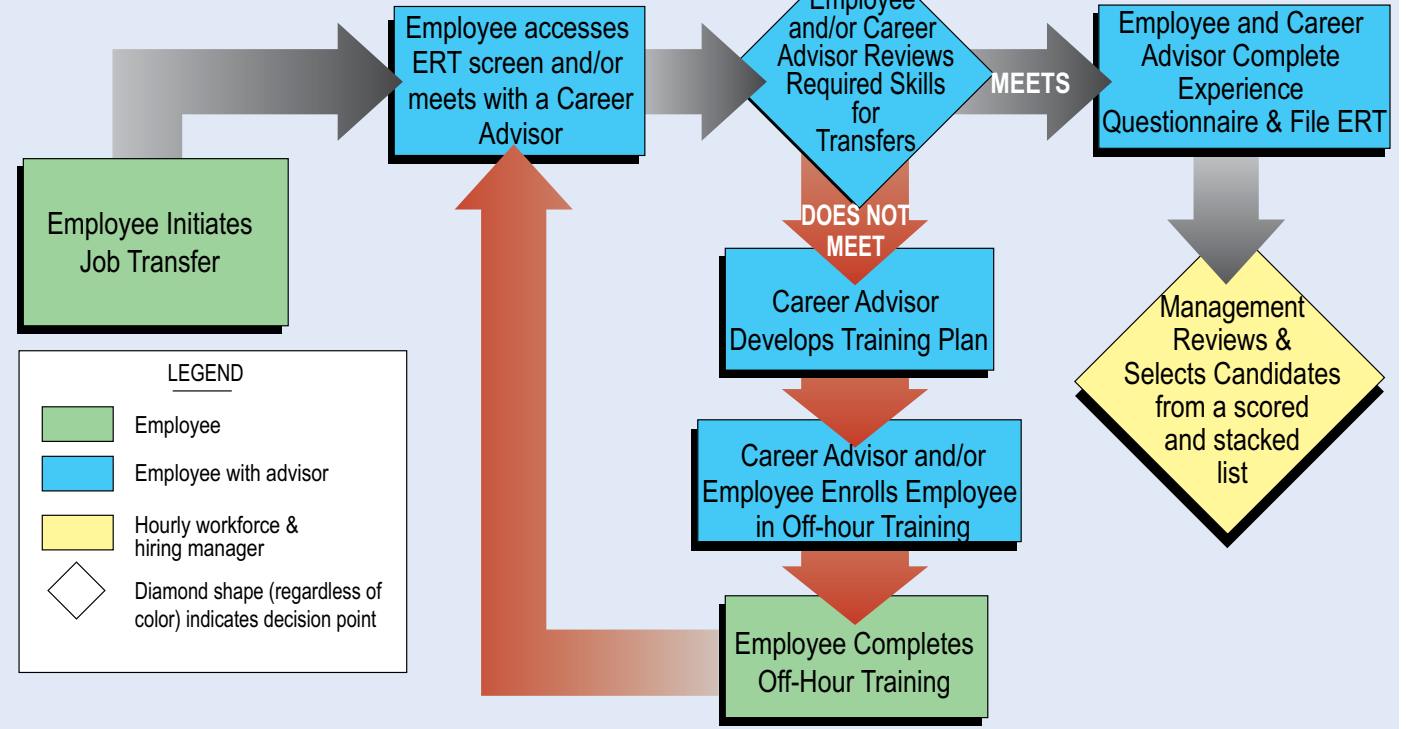 Employee Initiates
Job Transfer
Employee accesses
ERT screen and/or
meets with a Career
Advisor
Employee
and/or Career
Advisor Reviews
Required Skills
for
Transfers
MEETS
Employee and Career
Advisor Complete
Experience
Questionnaire & File ERT
DOES NOT
MEET
Career Advisor
Develops Training Plan
Career Advisor and/or
Employee Enrolls Employee
in Off-hour Training
Employee Completes
Off-Hour Training
Management
Reviews &
Selects Candidates
from a scored
and stacked
list
LEGEND
Employee
Employee with advisor
Hourly workforce &
hiring manager
Diamond shape (regardless of
color) indicates decision point